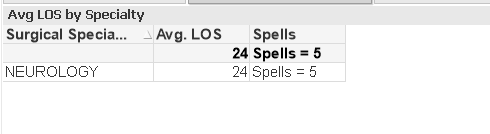 Avg LOS by Specialty
Surgical Specia... Avg. LOS Spells
24 Spells = 5
NEUROLOGY 24 Spells = 5